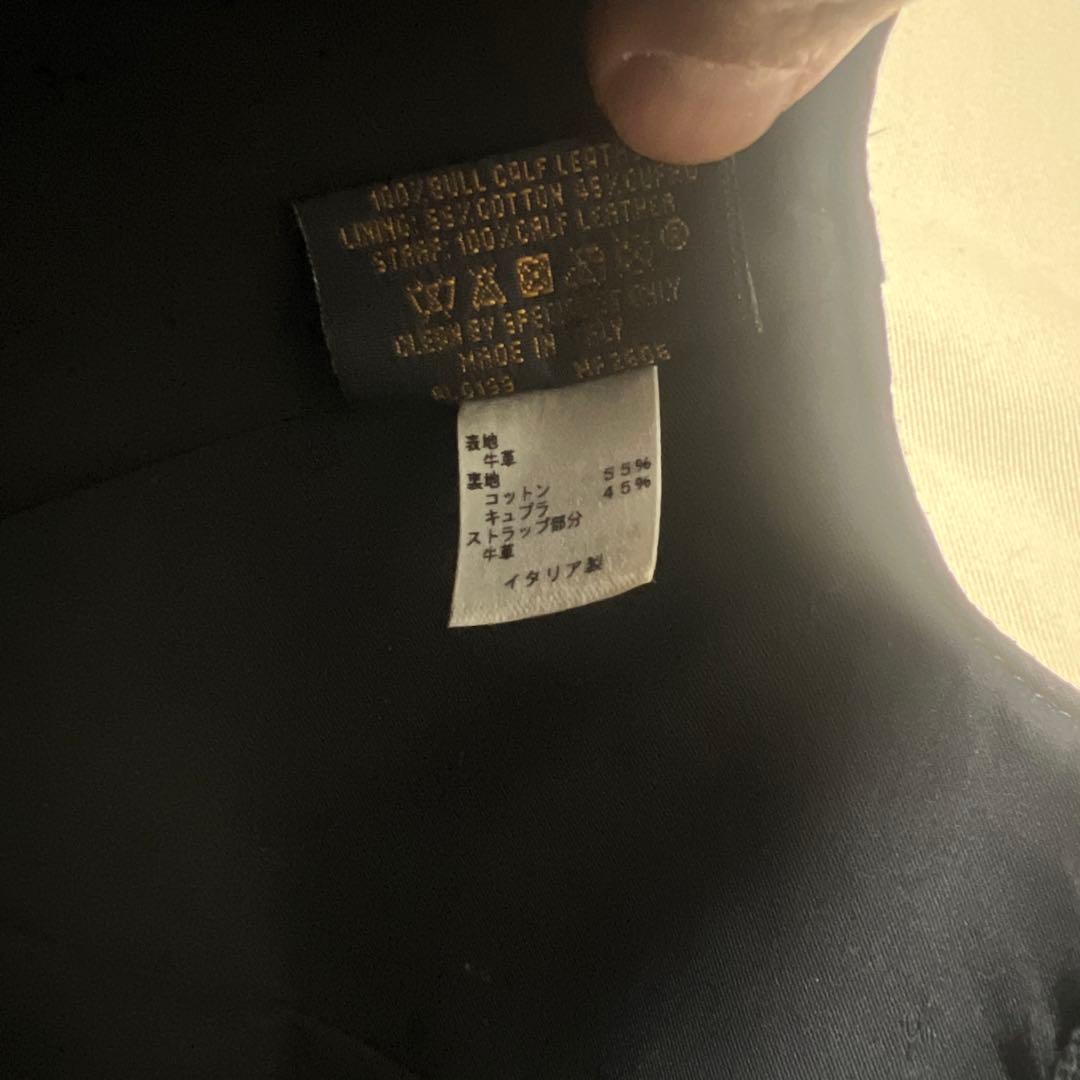 100% BULL CALF LEATHER
LINING 55% COTTON 45% CUPRO
STRAP 100% CALF LEATHER
CLEAN BY SPECIALIST ONLY
MADE IN ITALY
表地
牛革
裏地
コットン 55%
キュプラ 45%
ストラップ部分
牛革
イタリア製